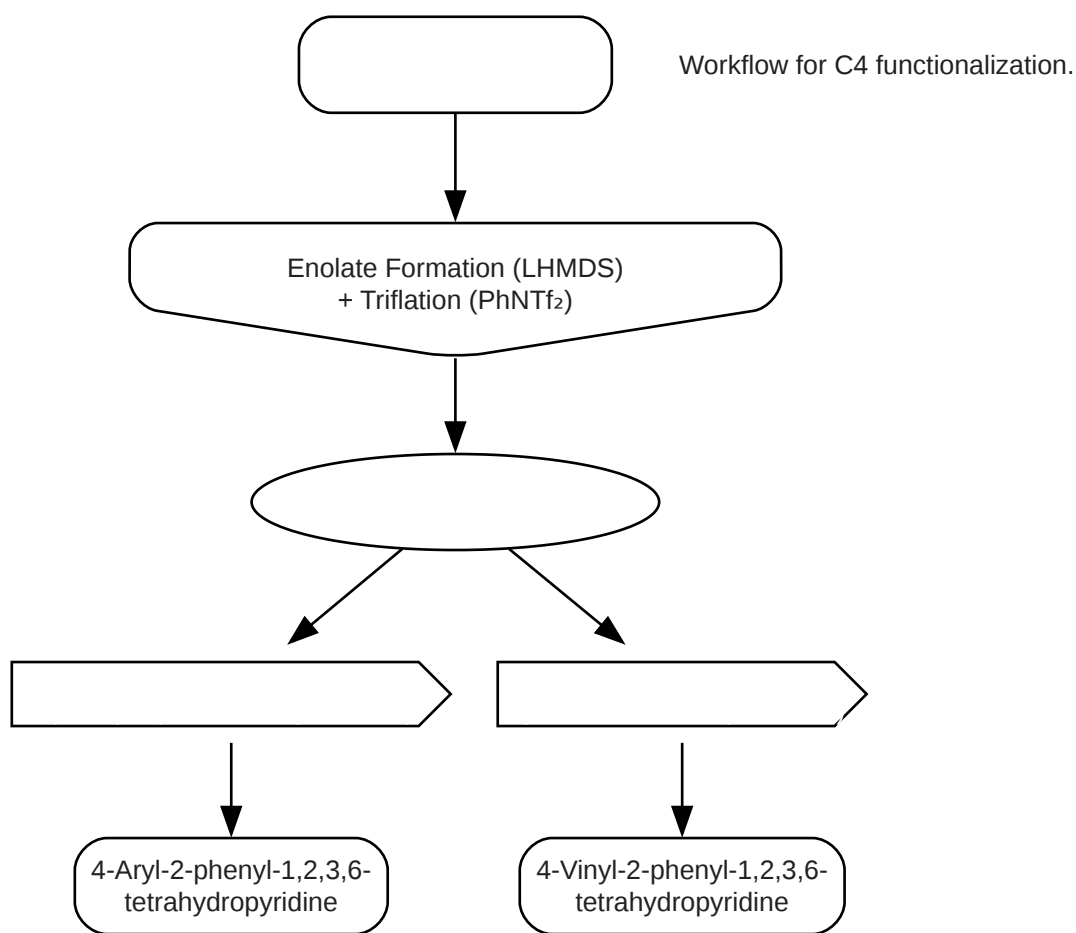 Workflow for C4 functionalization.
Enolate Formation (LHMDS)
+ Triflation (PhNTf₂)
4-Aryl-2-phenyl-1,2,3,6-
tetrahydropyridine
4-Vinyl-2-phenyl-1,2,3,6-
tetrahydropyridine